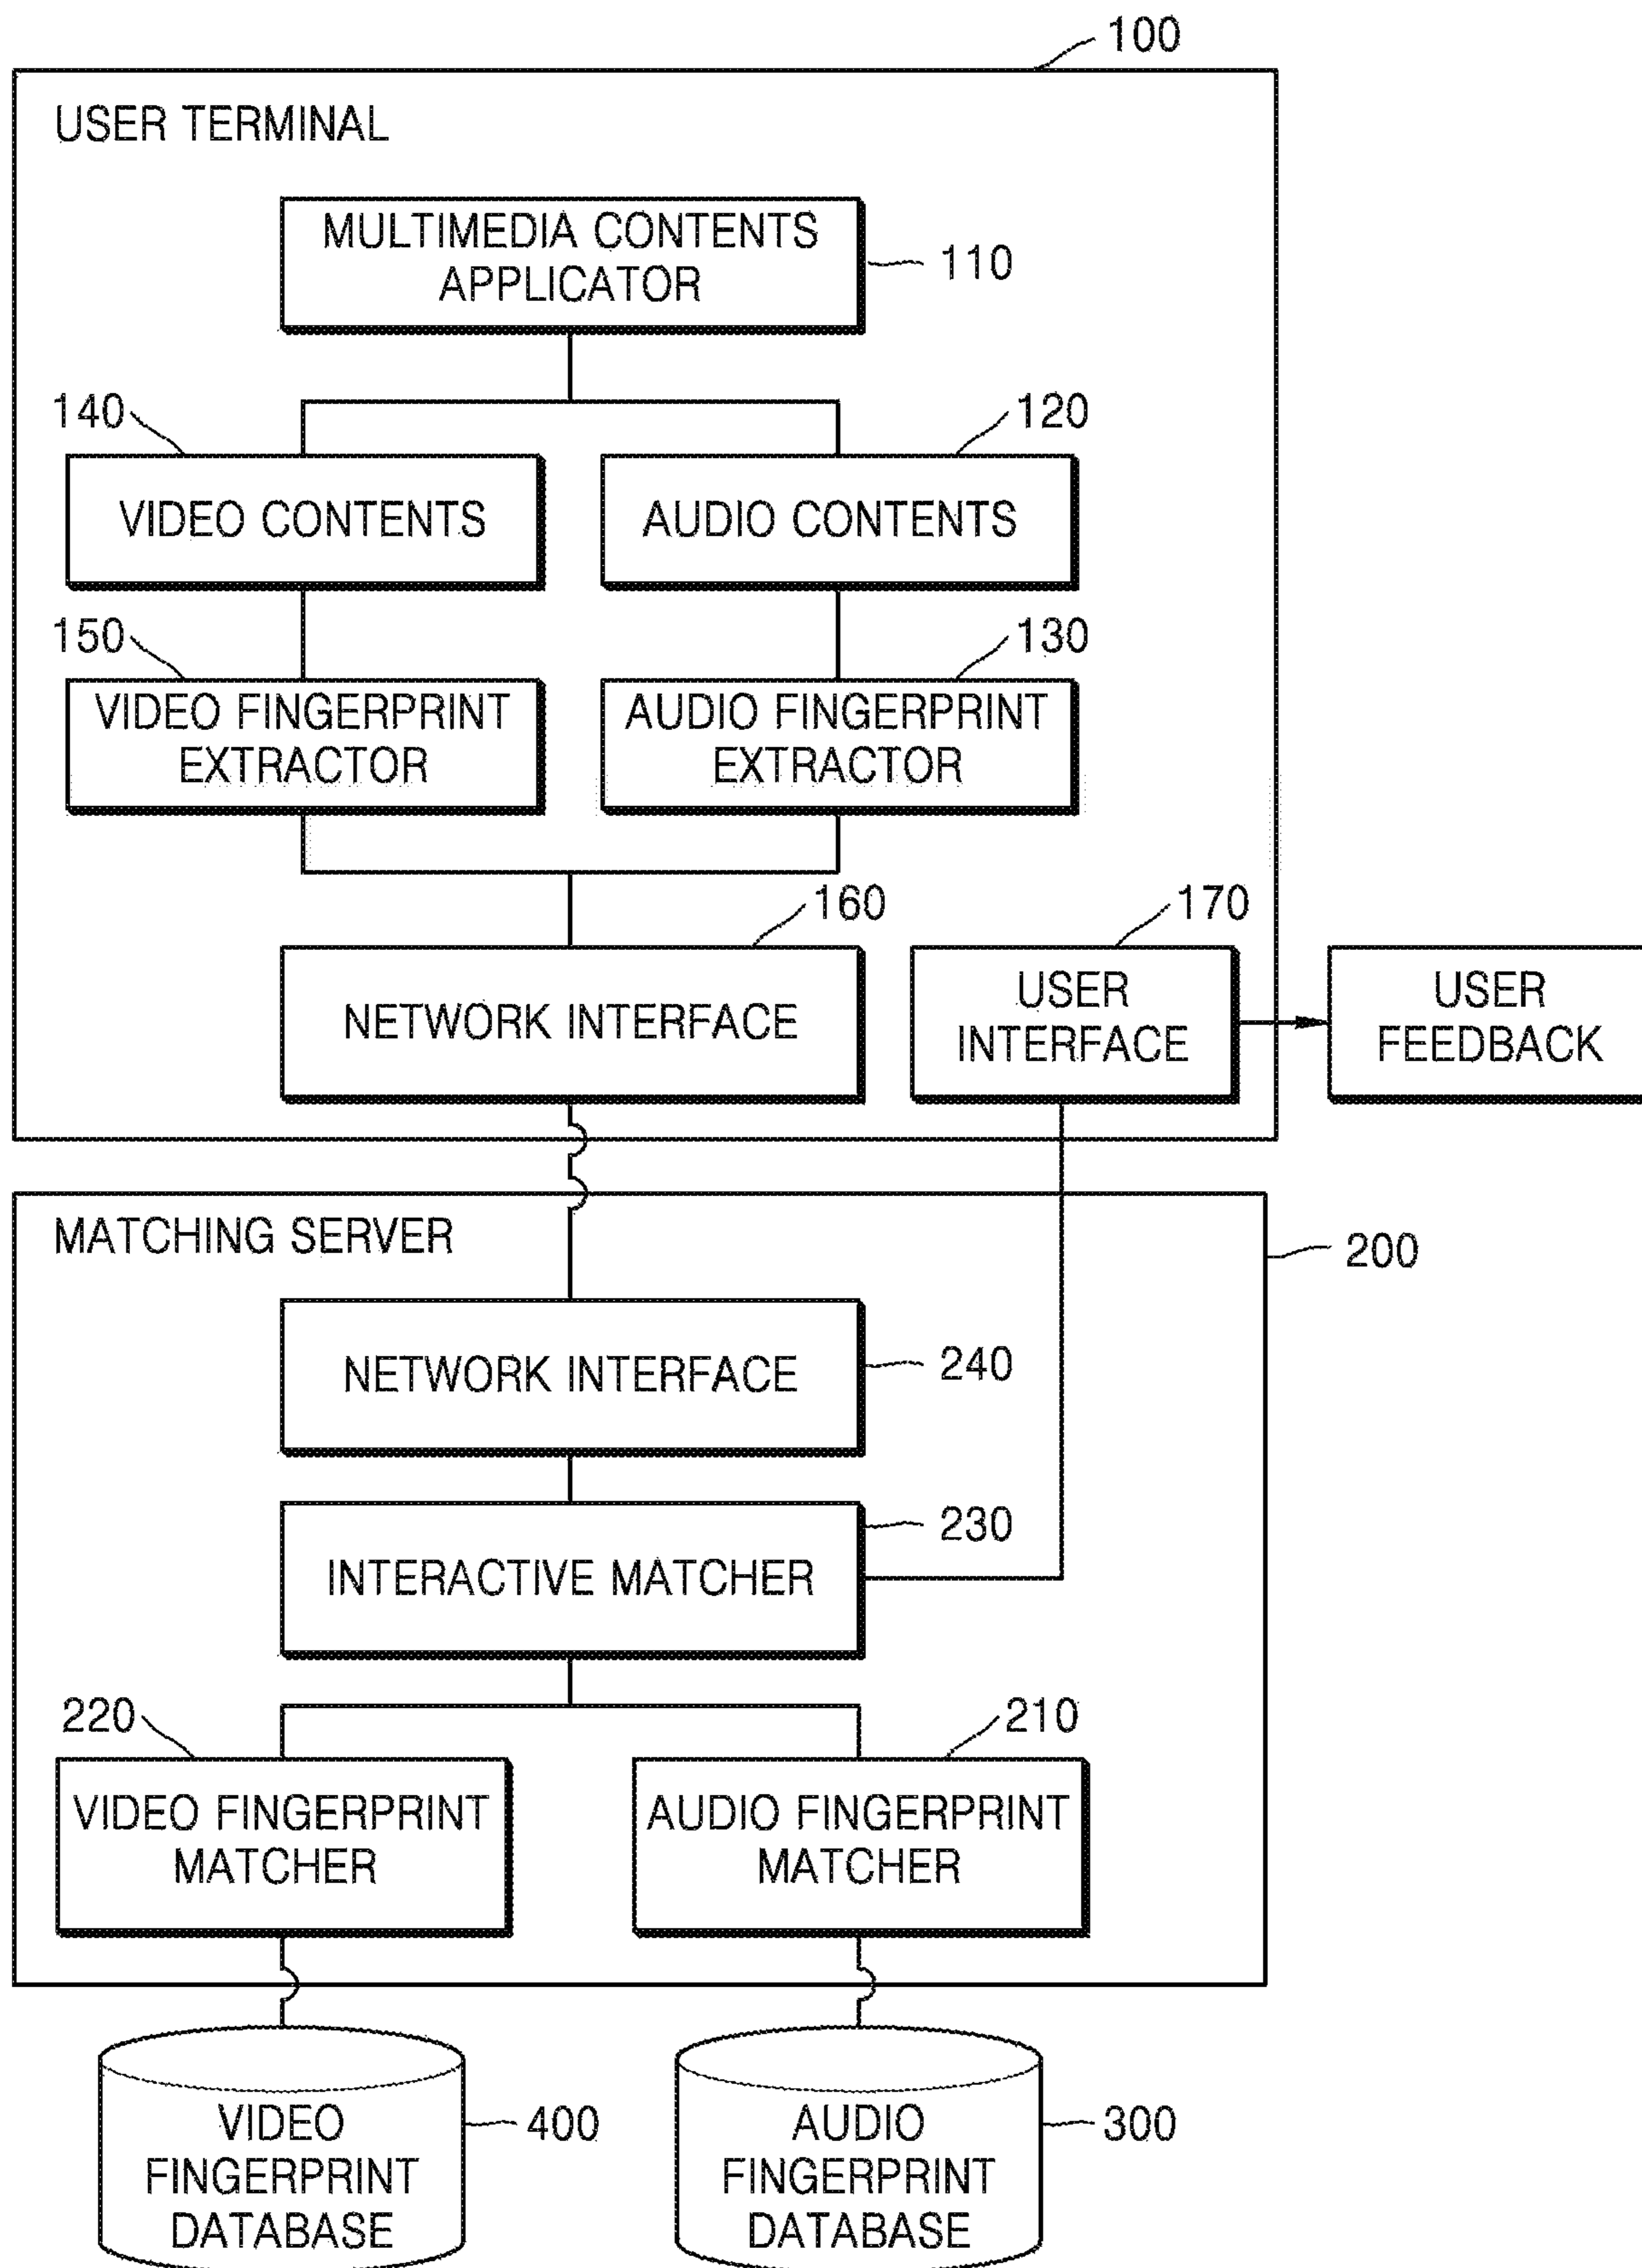 100
USER TERMINAL
MULTIMEDIA CONTENTS
APPLICATOR
110
140
120
VIDEO CONTENTS
AUDIO CONTENTS
150
130
VIDEO FINGERPRINT
EXTRACTOR
AUDIO FINGERPRINT
EXTRACTOR
160
170
NETWORK INTERFACE
USER
INTERFACE
USER
FEEDBACK
MATCHING SERVER
200
NETWORK INTERFACE
240
INTERACTIVE MATCHER
230
220
210
VIDEO FINGERPRINT
MATCHER
AUDIO FINGERPRINT
MATCHER
VIDEO
FINGERPRINT
DATABASE
400
AUDIO
FINGERPRINT
DATABASE
300